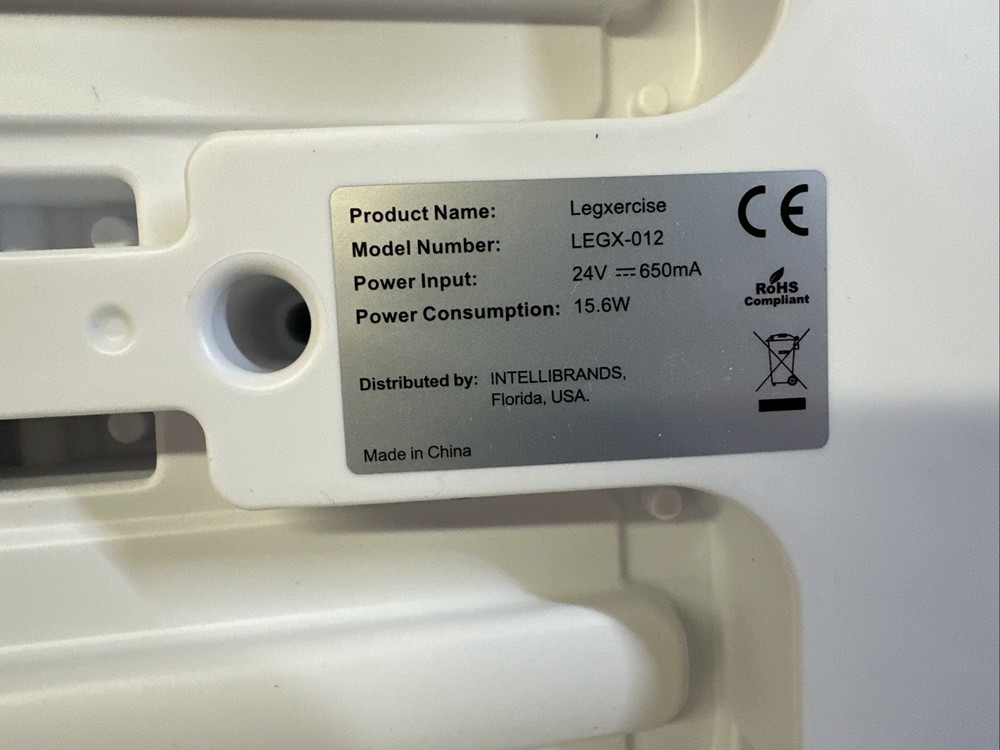 Product Name: Legxercise
Model Number: LEGX-012
Power Input: 24V ⎓ 650mA
Power Consumption: 15.6W
Distributed by: INTELLIBRANDS,
Florida, USA.
Made in China
CE
RoHS
Compliant